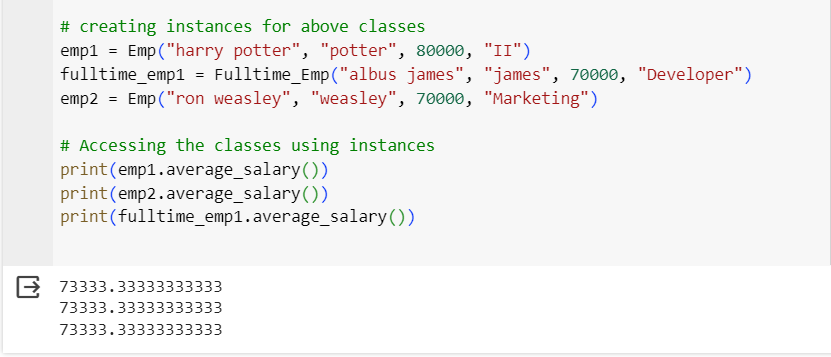 # creating instances for above classes
emp1 = Emp("harry potter", "potter", 80000, "II")
fulltime_emp1 = Fulltime_Emp("albus james", "james", 70000, "Developer")
emp2 = Emp("ron weasley", "weasley", 70000, "Marketing")
# Accessing the classes using instances
print(emp1.average_salary())
print(emp2.average_salary())
print(fulltime_emp1.average_salary())
73333.33333333333
73333.33333333333
73333.33333333333